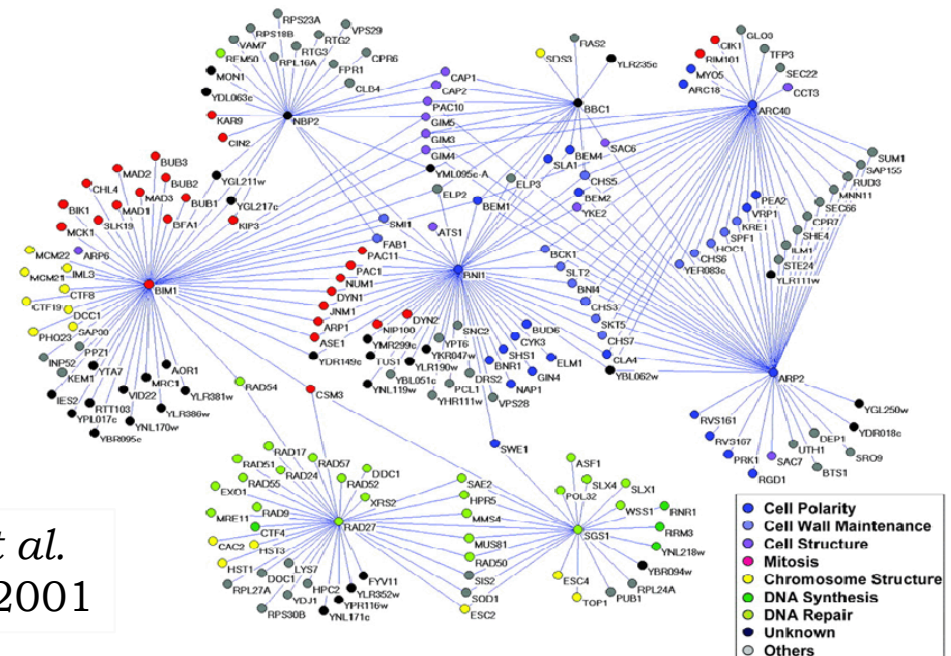 RPS23A
RPS18B
VPS29
VAM7
RTG2
RTG3
CIPR6
RPL16A
FPR1
MON1
CLB4
YDL063c
NBP2
KAR9
CIN2
CAP1
CAP2
PAC10
GIM5
GIM3
GIM4
YML095c-A
ELP2
ELP3
BEM1
RAS2
SDS3
YLR235c
BBC1
SAC6
BEM4
SLA1
CHS5
BEM2
YKE2
GLO3
CIK1
TFP3
RIM101
MYO5
SEC22
ARC18
CCT3
ARC40
SUM1
SAP155
RUD3
MNN11
SEC66
CPR7
SHE4
ILM1
STE24
YLR111w
PEA2
VRP1
KRE1
SPF1
HOC1
CHS6
YER083c
BUB3
MAD2
BUB2
CHL4
MAD3
BUB1
BIK1
MAD1
SLK19
BFA1
MCK1
YGL211w
YGL217c
KIP3
MCM22
ARP6
MCM21
IML3
CTF8
CTF19
DCC1
SAP30
PHO23
BIM1
INP52
PPZ1
KEM1
YTA7
AOR1
MRC1
VID22
YLR381w
IES2
RTT103
YLR386w
YPL017c
YNL170w
YBR095c
SMI1
FAB1
ATS1
PAC11
PAC1
NUM1
DYN1
JNM1
ARP1
ASE1
YDR149c
BNI1
NIP100
DYN2
YMR299c
SNC2
YPT6
TUS1
YKR047w
YLR190w
YBL051c
DRS2
YNL119w
PCL1
YHR111w
VPS28
BUD6
CYK3
SHS1
BNR1
ELM1
GIN4
NAP1
BCK1
SLT2
BNI4
CHS3
SKT5
CHS7
CLA4
YBL062w
ARP2
RVS161
RVS167
PRK1
RGD1
SAC7
UTH1
DEP1
BTS1
SRO9
YDR018c
YGL250w
RAD54
CSM3
SWE1
RAD17
RAD51
RAD57
RAD24
DDC1
RAD55
RAD52
EXO1
XRS2
RAD9
MRE11
CTF4
RAD27
CAC2
HST3
HST1
LYS7
DOC1
FYV11
RPL27A
HPC2
YLR352w
YDJ1
YPR116w
RPS30B
YNL171c
SAE2
HPR5
MMS4
MUS81
RAD50
SIS2
SOD1
ESC2
ASF1
SLX4
SLX1
POL32
WSS1
RNR1
RRM3
SGS1
YNL218w
YBR094w
ESC4
RPL24A
TOP1
PUB1
t al.
2001
Cell Polarity
Cell Wall Maintenance
Cell Structure
Mitosis
Chromosome Structure
DNA Synthesis
DNA Repair
Unknown
Others